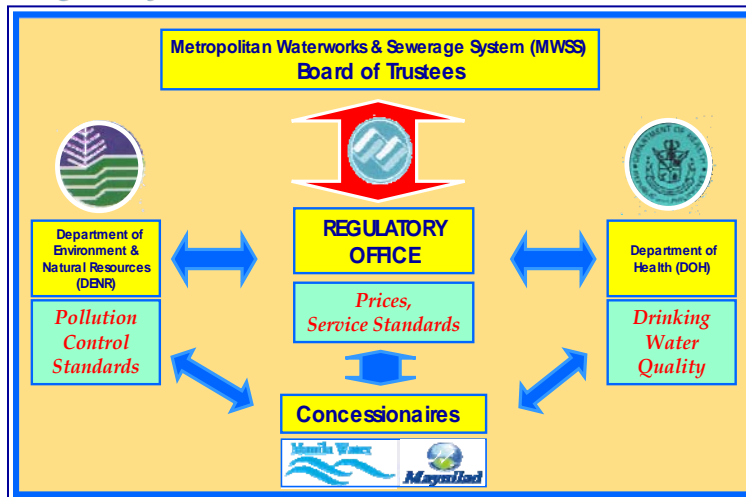 Metropolitan Waterworks & Sewerage System (MWSS)
Board of Trustees
Department of
Environment &
Natural Resources
(DENR)
REGULATORY
OFFICE
Department of
Health (DOH)
Pollution
Control
Standards
Prices,
Service Standards
Drinking
Water
Quality
Concessionaires
Manila Water
Maynilad